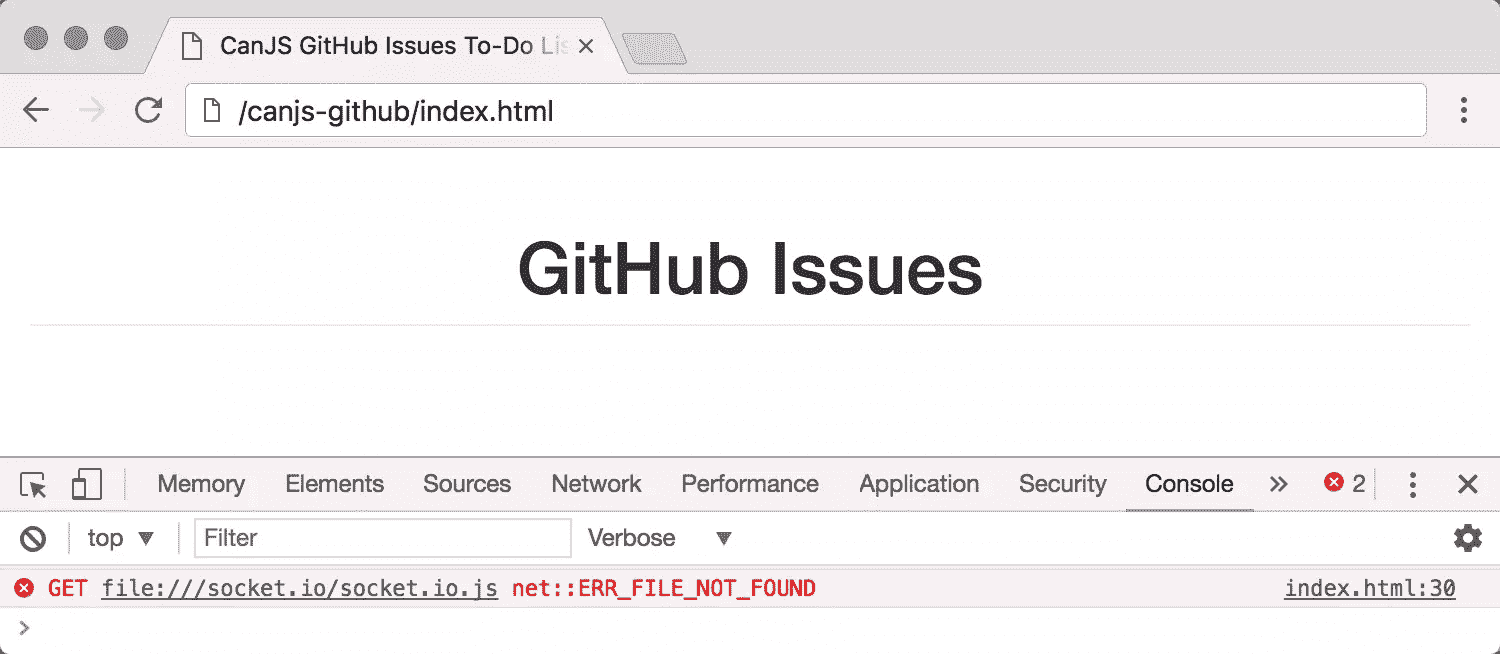 CanJS GitHub Issues To-Do Lis
/canjs-github/index.html
GitHub Issues
Memory Elements Sources Network Performance Application Security Console » 2
top Filter Verbose
GET file:///socket.io/socket.io.js net::ERR_FILE_NOT_FOUND index.html:30
>